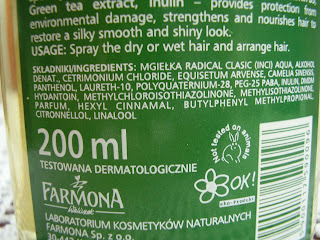 Green tea extract, Inulin – provides protection from
environmental damage, strengthens and nourishes hair to
restore a silky smooth and shiny look.
USAGE: Spray the dry or wet hair and arrange hair.
SKŁADNIKI/INGREDIENTS: MGIEŁKA RADICAL CLASIC (INCI) AQUA, ALCOHOL
DENAT., CETRIMONIUM CHLORIDE, EQUISETUM ARVENSE, CAMELIA SINENSIS,
PANTHENOL, LAURETH-10, POLYQUATERNIUM-28, PEG-25 PABA, INULIN, DMDM
HYDANTOIN, METHYLCHLOROISOTHIAZOLINONE, METHYLISOTHIAZOLINONE,
PARFUM, HEXYL CINNAMAL, BUTYLPHENYL METHYLPROPIONAL,
CITRONNELLOL, LINALOOL
200 ml
Not tested on animals
TESTOWANA DERMATOLOGICZNIE
OK!
FARMONA
LABORATORIUM KOSMETYKÓW NATURALNYCH
FARMONA Sp. z o.o.